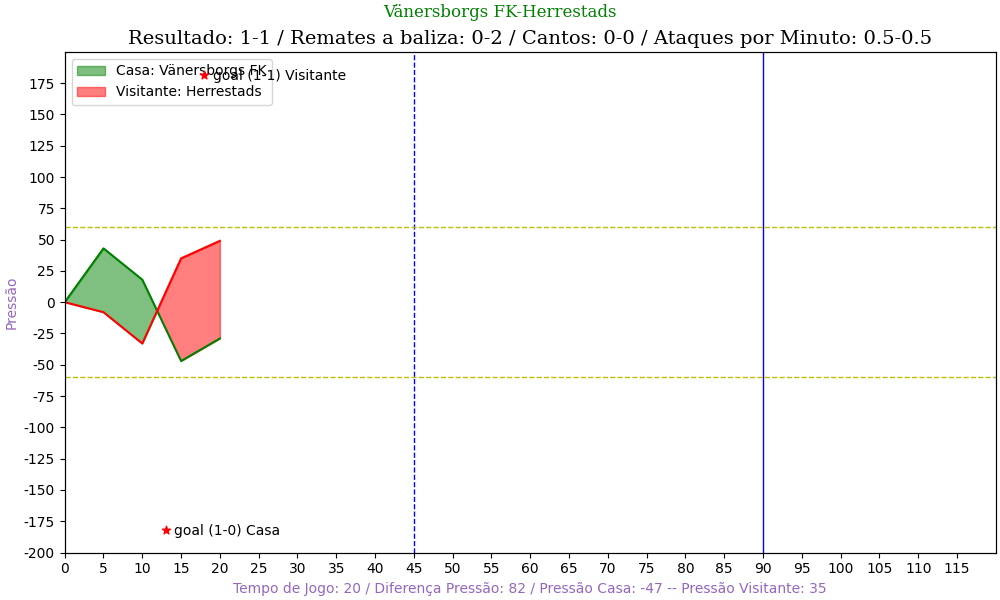 Vänersborgs FK-Herrestads
Resultado: 1-1 / Remates a baliza: 0-2 / Cantos: 0-0 / Ataques por Minuto: 0.5-0.5
Casa: Vänersborgs FK
goal (1-1) Visitante
Visitante: Herrestads
175
150
125
100
75
50
25
0
-25
-50
-75
-100
-125
-150
-175
-200
Pressão
goal (1-0) Casa
0 5 10 15 20 25 30 35 40 45 50 55 60 65 70 75 80 85 90 95 100 105 110 115
Tempo de Jogo: 20 / Diferença Pressão: 82 / Pressão Casa: -47 -- Pressão Visitante: 35